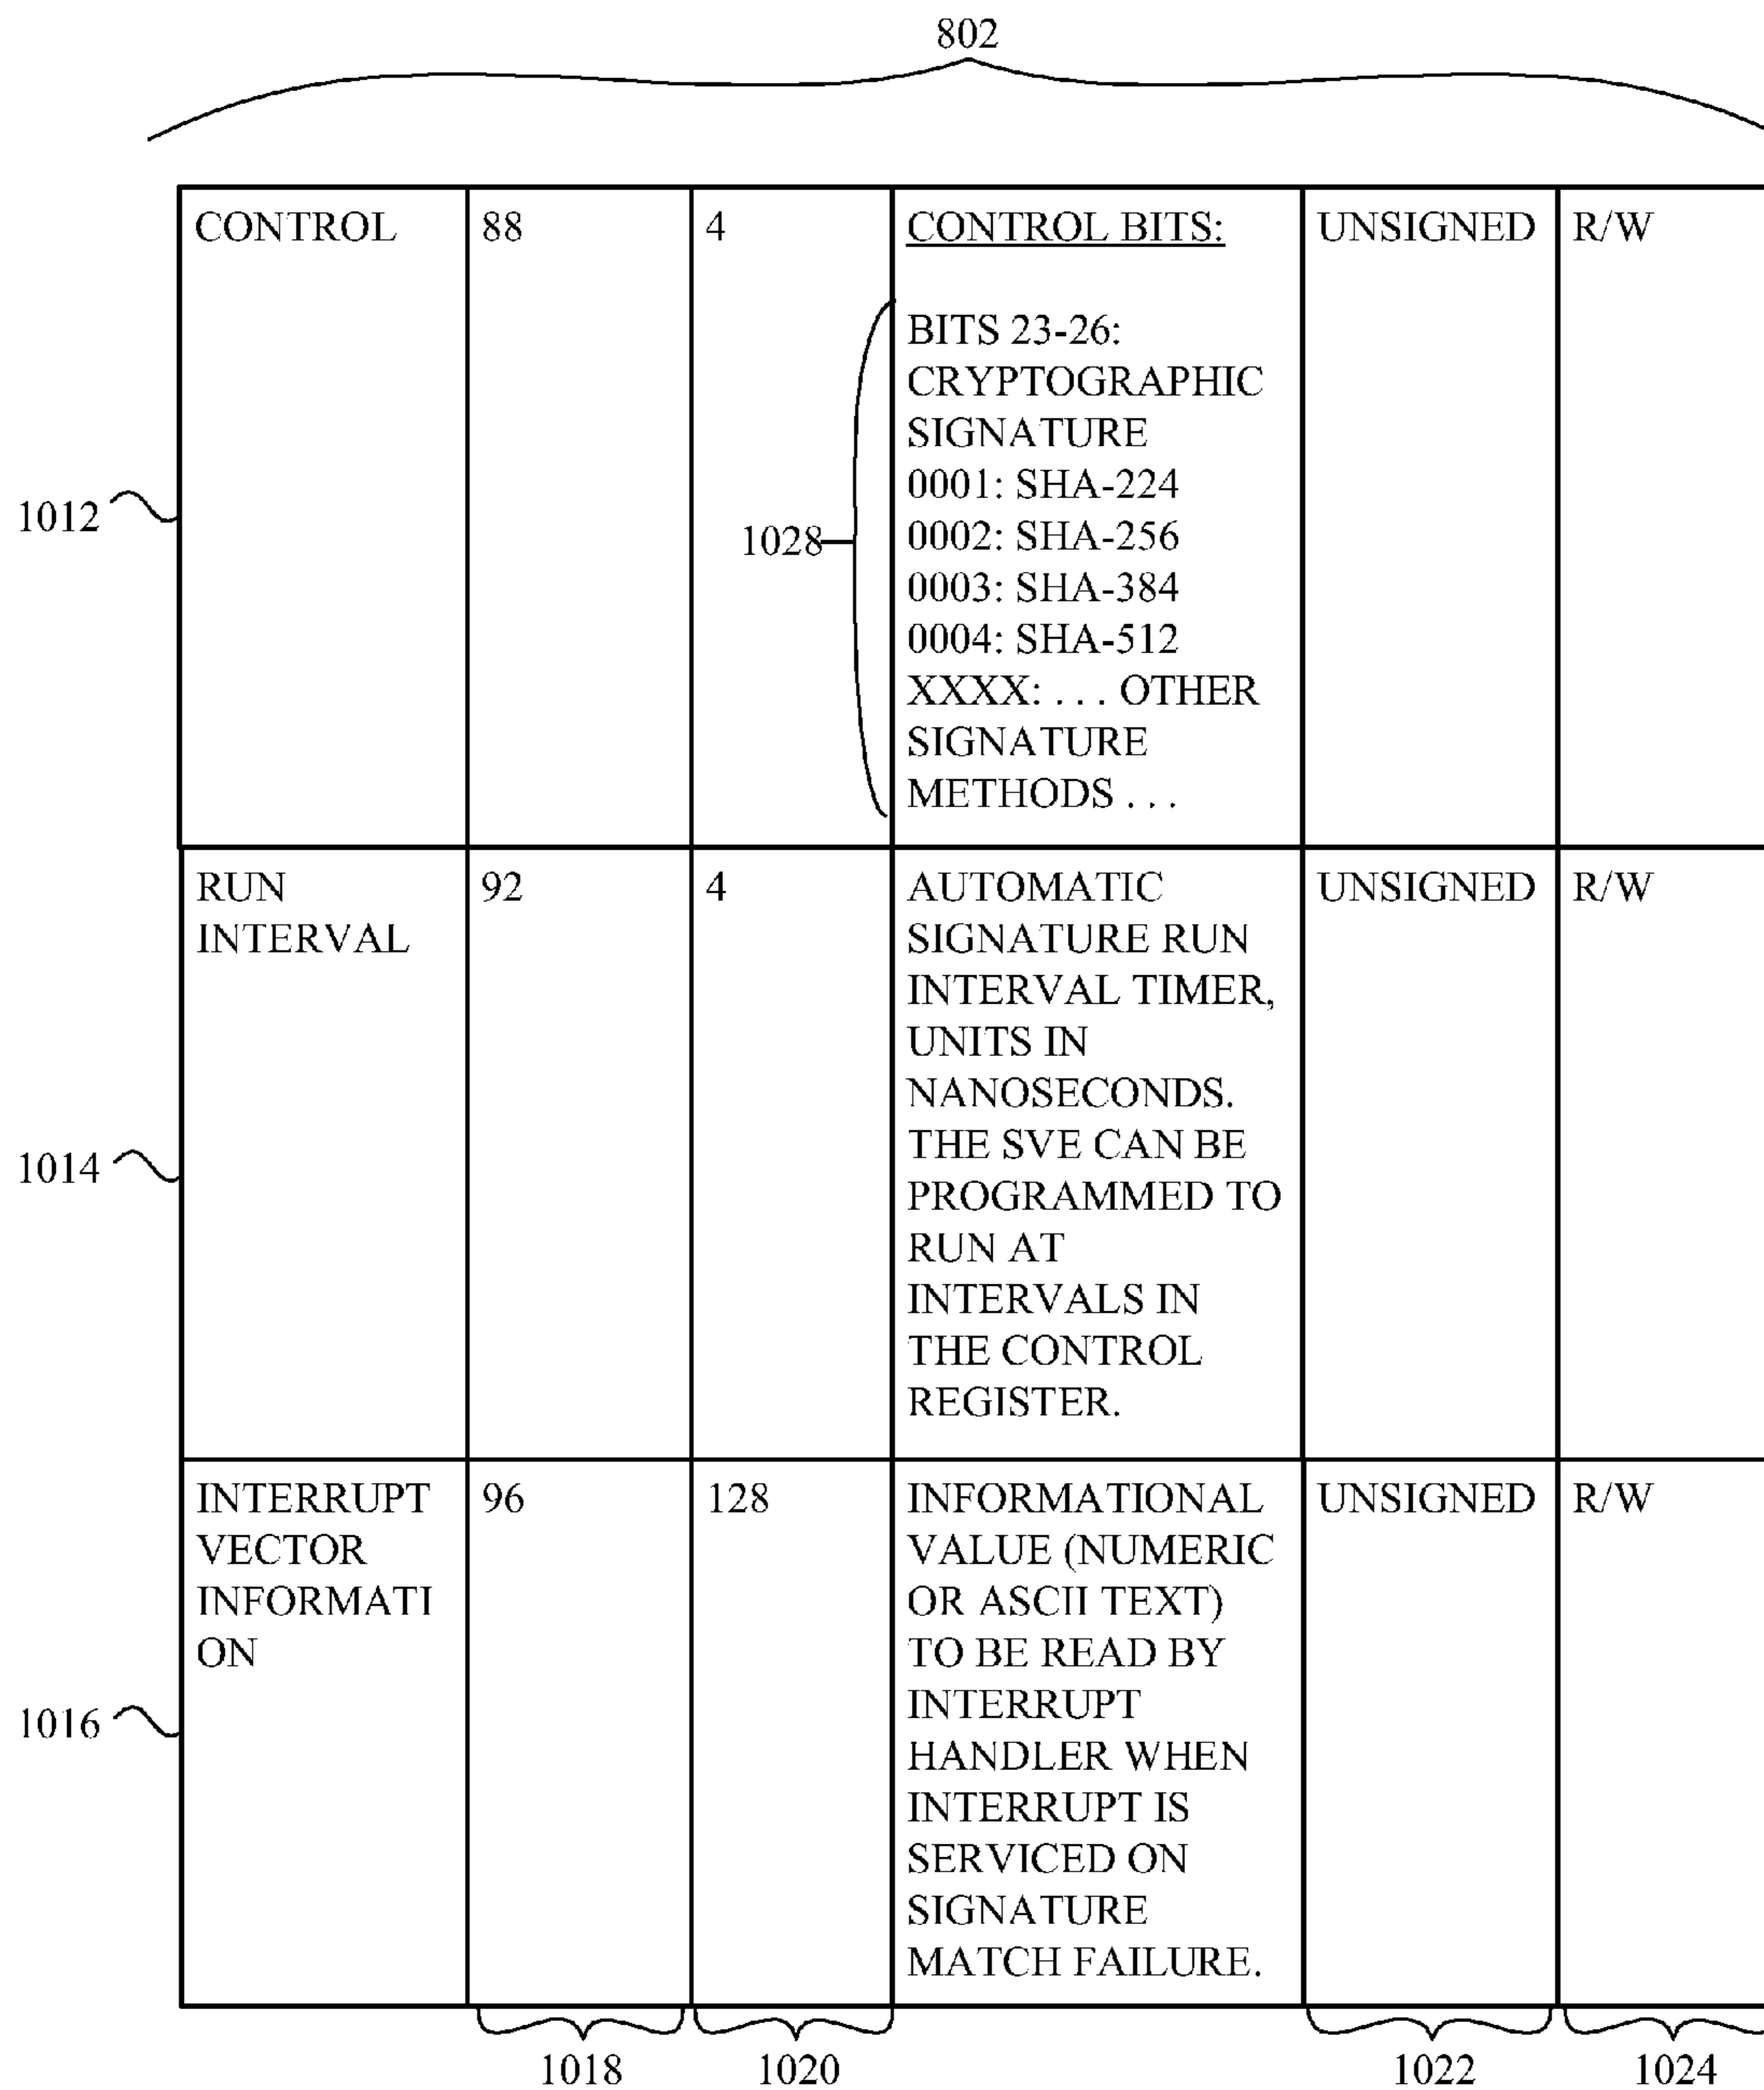 802
CONTROL
88
4
CONTROL BITS:
BITS 23-26:
CRYPTOGRAPHIC
SIGNATURE
0001: SHA-224
0002: SHA-256
0003: SHA-384
0004: SHA-512
XXXX: . . . OTHER
SIGNATURE
METHODS . . .
UNSIGNED
R/W
1012
1028
RUN
INTERVAL
92
4
AUTOMATIC
SIGNATURE RUN
INTERVAL TIMER,
UNITS IN
NANOSECONDS.
THE SVE CAN BE
PROGRAMMED TO
RUN AT
INTERVALS IN
THE CONTROL
REGISTER.
UNSIGNED
R/W
1014
INTERRUPT
VECTOR
INFORMATI
ON
96
128
INFORMATIONAL
VALUE (NUMERIC
OR ASCII TEXT)
TO BE READ BY
INTERRUPT
HANDLER WHEN
INTERRUPT IS
SERVICED ON
SIGNATURE
MATCH FAILURE.
UNSIGNED
R/W
1016
1018
1020
1022
1024